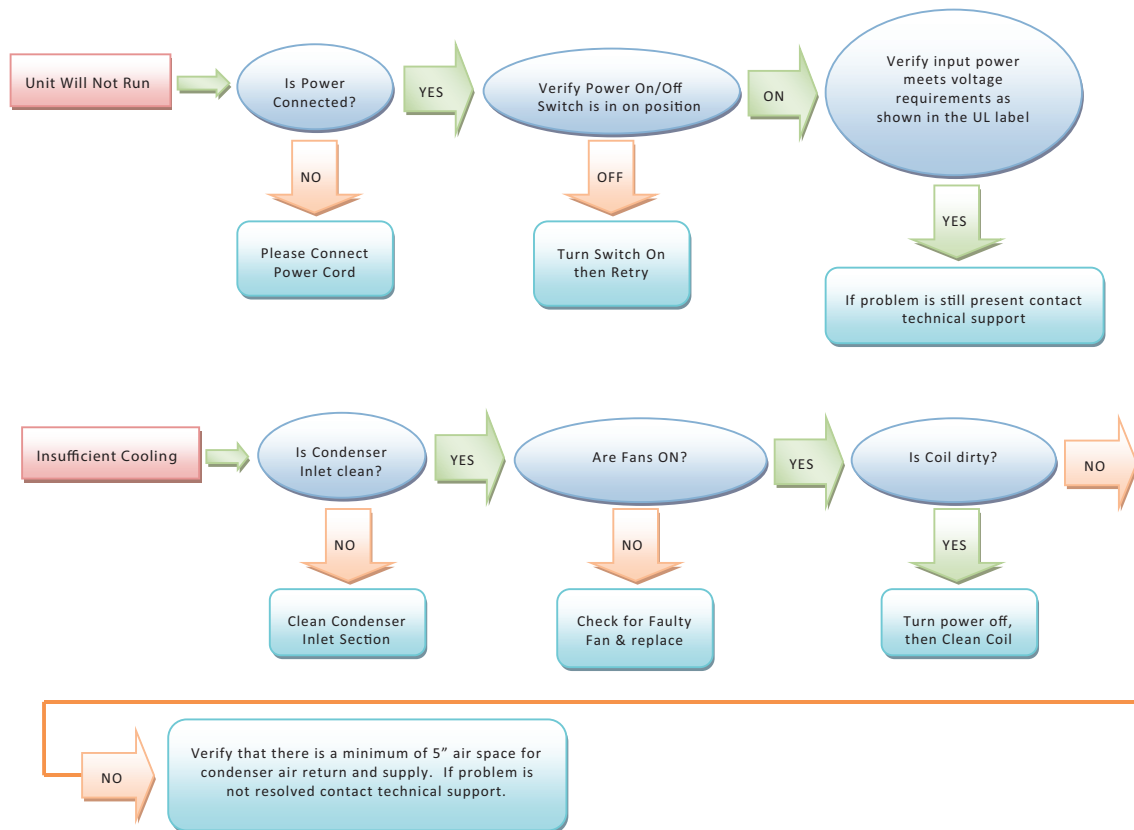 Unit Will Not Run
Is Power
Connected?
YES
Verify Power On/Off
Switch is in on position
ON
Verify input power
meets voltage
requirements as
shown in the UL label
NO
OFF
YES
Please Connect
Power Cord
Turn Switch On
then Retry
If problem is still present contact
technical support
Insufficient Cooling
Is Condenser
Inlet clean?
YES
Are Fans ON?
YES
Is Coil dirty?
NO
NO
NO
YES
Clean Condenser
Inlet Section
Check for Faulty
Fan & replace
Turn power off,
then Clean Coil
NO
Verify that there is a minimum of 5” air space for
condenser air return and supply. If problem is
not resolved contact technical support.